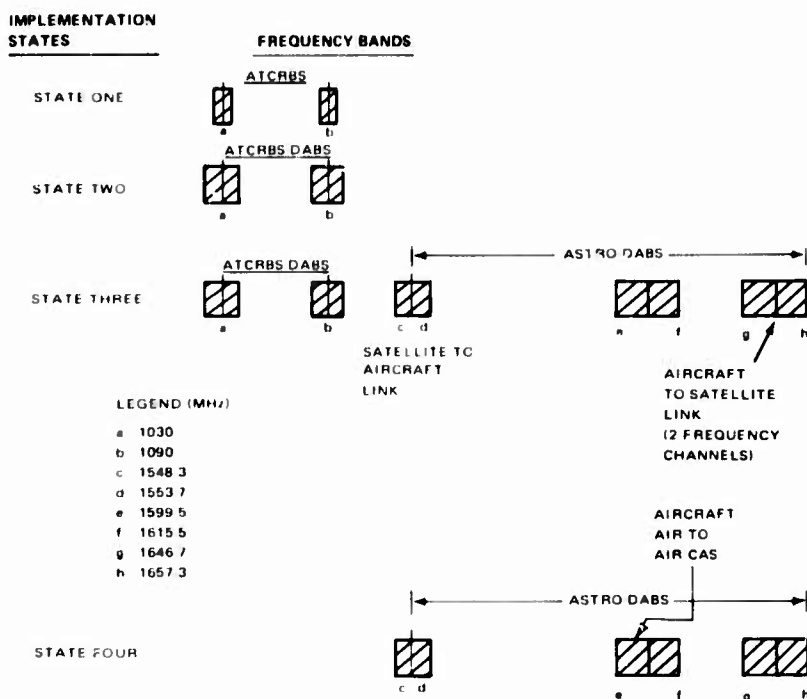 IMPLEMENTATION
STATES
FREQUENCY BANDS
ATCRBS
STATE ONE
a b
ATCRBS DABS
STATE TWO
a b
ASTRO DABS
ATCRBS DABS
STATE THREE
a b c d e f g h
SATELLITE TO
AIRCRAFT
LINK
AIRCRAFT
TO SATELLITE
LINK
(2 FREQUENCY
CHANNELS)
LEGEND (MHz)
a 1030
b 1090
c 1548 3
d 1553 7
e 1599 5
f 1615 5
g 1646 7
h 1657 3
AIRCRAFT
AIR TO
AIR CAS
ASTRO DABS
STATE FOUR
c d e f g h